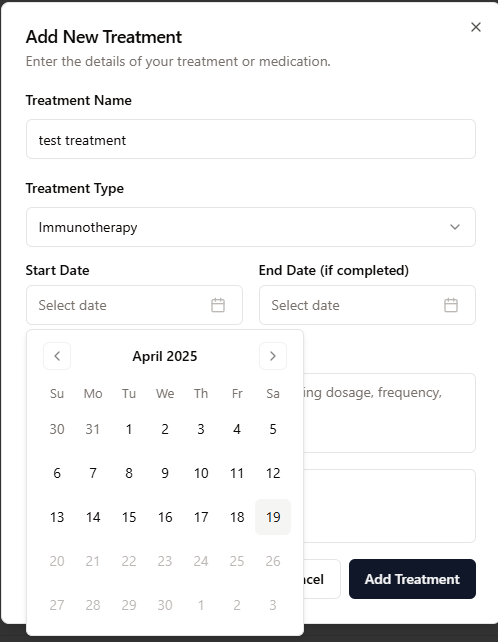 Add New Treatment
Enter the details of your treatment or medication.
Treatment Name
test treatment
Treatment Type
Immunotherapy
Start Date End Date (if completed)
Select date Select date
April 2025
Su Mo Tu We Th Fr Sa
30 31 1 2 3 4 5
dosage, frequency,
6 7 8 9 10 11 12
13 14 15 16 17 18 19
20 21 22 23 24 25 26
27 28 29 30 1 2 3
Add Treatment